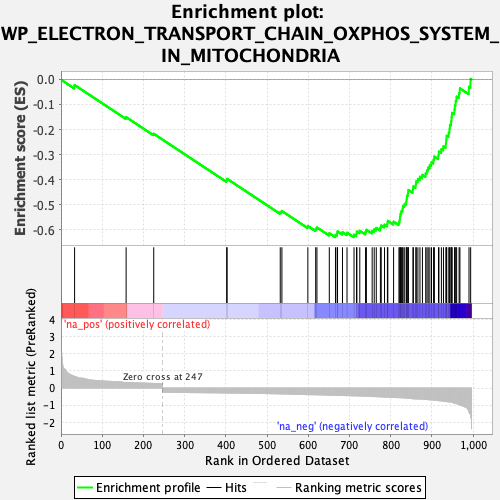 Enrichment plot:
WP_ELECTRON_TRANSPORT_CHAIN_OXPHOS_SYSTEM_
IN_MITOCHONDRIA
Enrichment score (ES)
0.0
-0.1
-0.2
-0.3
-0.4
-0.5
-0.6
'na_pos' (positively correlated)
Ranked list metric (PreRanked)
4
3
2
1
0
-1
-2
Zero cross at 247
'na_neg' (negatively correlated)
0
100
200
300
400
500
600
700
800
900
1,000
Rank in Ordered Dataset
Enrichment profile
Hits
Ranking metric scores